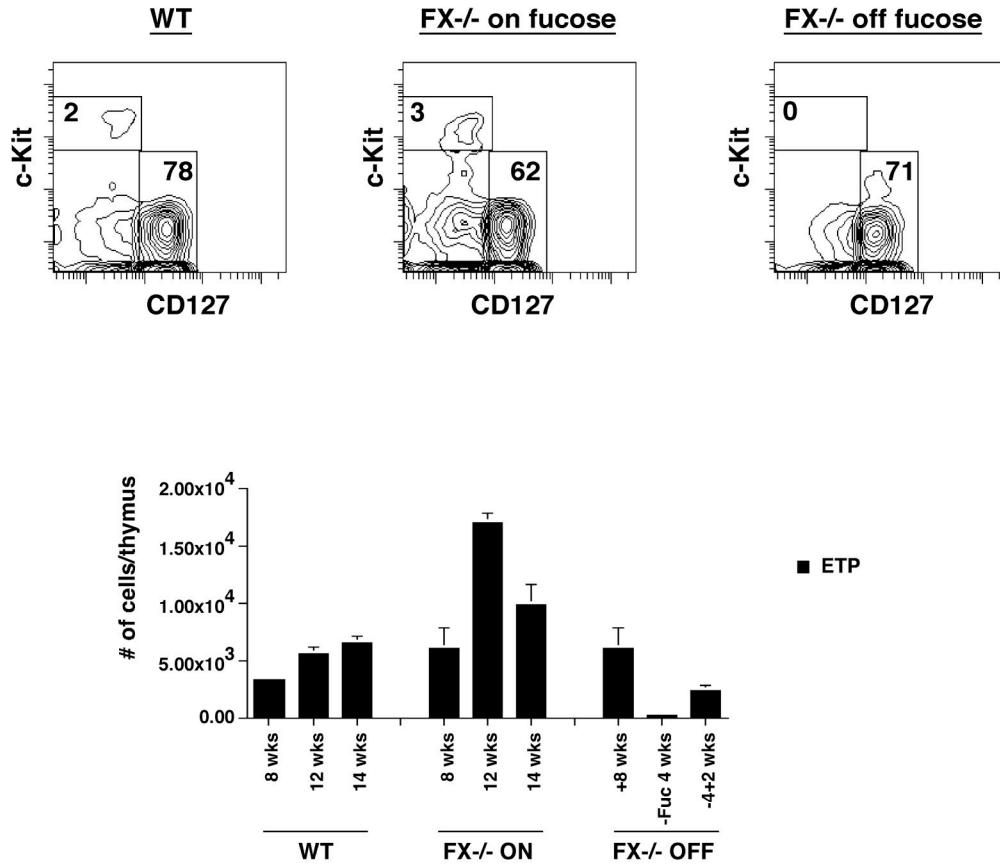 WT
FX-/- on fucose
FX-/- off fucose
2
78
c-Kit
CD127
3
62
c-Kit
CD127
0
71
c-Kit
CD127
# of cells/thymus
2.00x10^4
1.50x10^4
1.00x10^4
5.00x10^3
0.00
ETP
8 wks
12 wks
14 wks
8 wks
12 wks
14 wks
+8 wks
-Fuc 4 wks
-4+2 wks
WT
FX-/- ON
FX-/- OFF